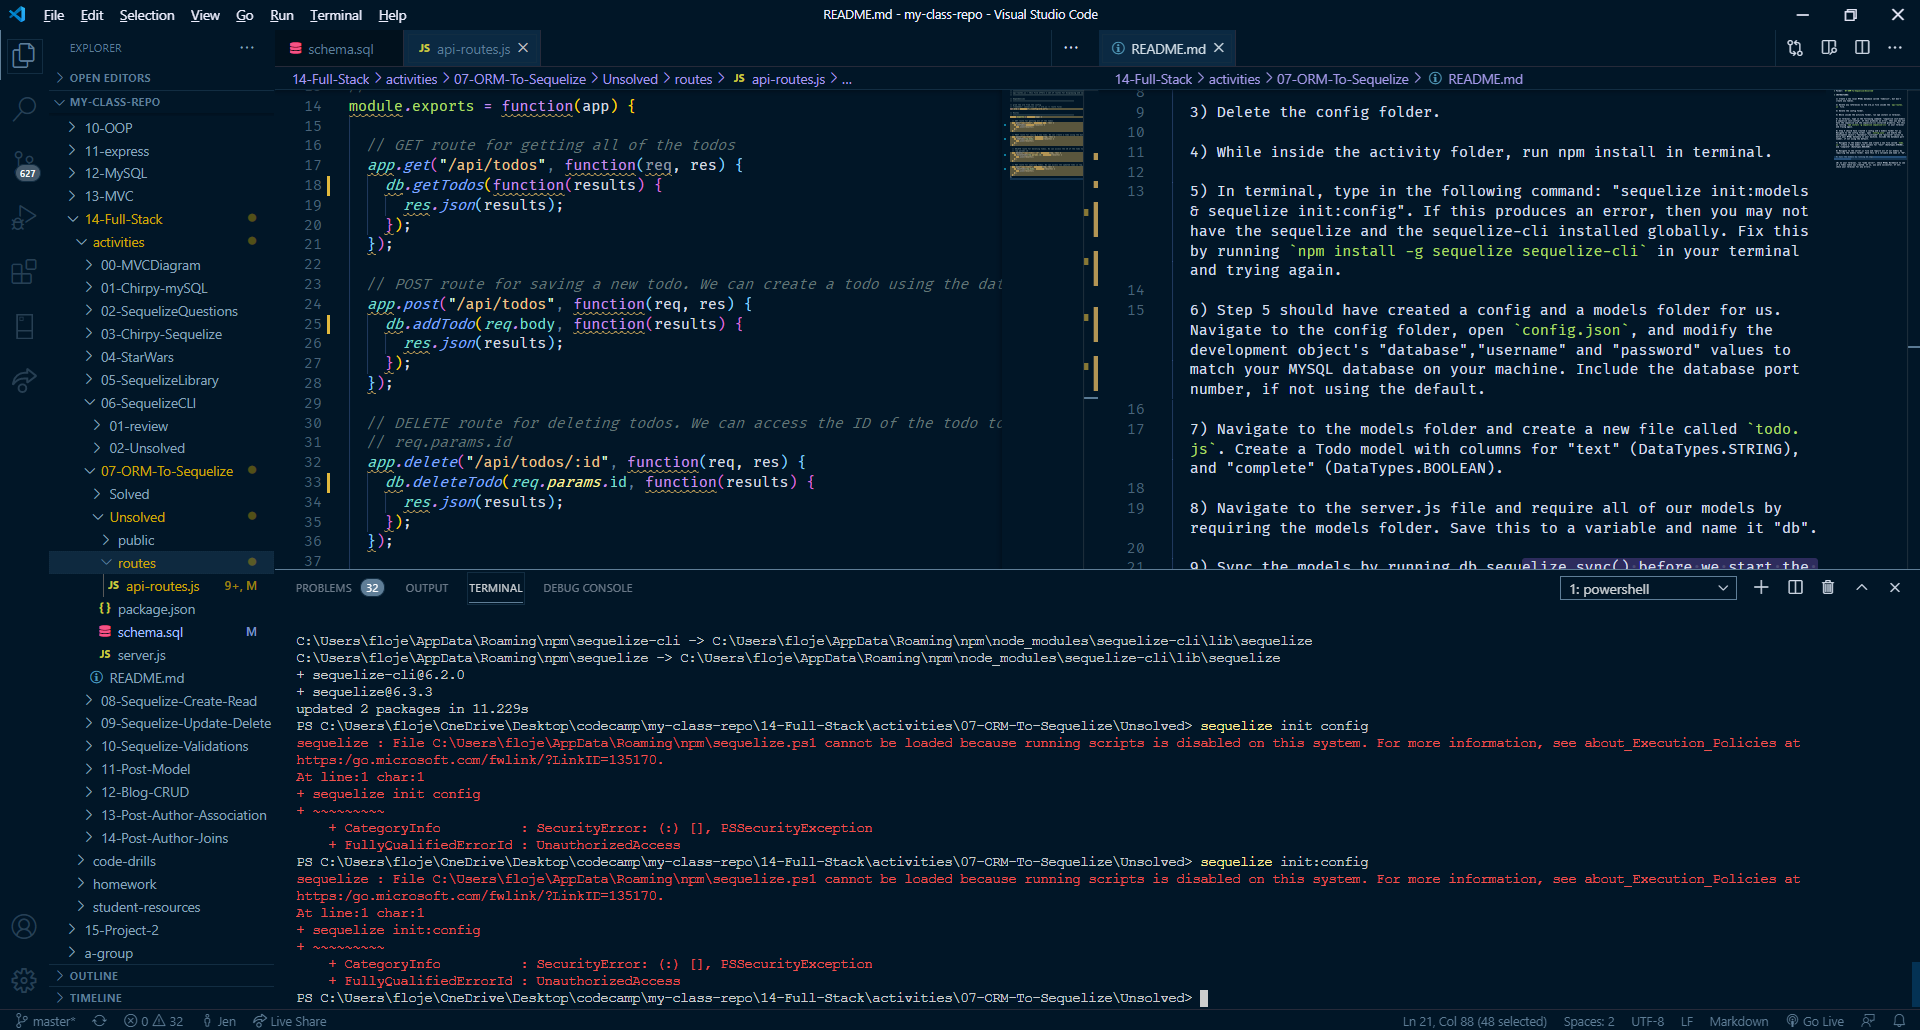 File Edit Selection View Go Run Terminal Help
README.md - my-class-repo - Visual Studio Code
EXPLORER
OPEN EDITORS
MY-CLASS-REPO
10-OOP
11-express
12-MySQL
13-MVC
14-Full-Stack
activities
00-MVCDiagram
01-Chirpy-mySQL
02-SequelizeQuestions
03-Chirpy-Sequelize
04-StarWars
05-SequelizeLibrary
06-SequelizeCLI
01-review
02-Unsolved
07-ORM-To-Sequelize
Solved
Unsolved
public
routes
JS api-routes.js 9+, M
{} package.json
schema.sql M
JS server.js
README.md
08-Sequelize-Create-Read
09-Sequelize-Update-Delete
10-Sequelize-Validations
11-Post-Model
12-Blog-CRUD
13-Post-Author-Association
14-Post-Author-Joins
code-drills
homework
student-resources
15-Project-2
a-group
OUTLINE
TIMELINE
627
schema.sql
JS api-routes.js
14-Full-Stack > activities > 07-ORM-To-Sequelize > Unsolved > routes > JS api-routes.js > ...
14 module.exports = function(app) {
15
16 // GET route for getting all of the todos
17 app.get("/api/todos", function(req, res) {
18 db.getTodos(function(results) {
19 res.json(results);
20 });
21 });
22
23 // POST route for saving a new todo. We can create a todo using the dat
24 app.post("/api/todos", function(req, res) {
25 db.addTodo(req.body, function(results) {
26 res.json(results);
27 });
28 });
29
30 // DELETE route for deleting todos. We can access the ID of the todo to
31 // req.params.id
32 app.delete("/api/todos/:id", function(req, res) {
33 db.deleteTodo(req.params.id, function(results) {
34 res.json(results);
35 });
36 });
37
README.md
14-Full-Stack > activities > 07-ORM-To-Sequelize > README.md
8
9 3) Delete the config folder.
10
11 4) While inside the activity folder, run npm install in terminal.
12
13 5) In terminal, type in the following command: "sequelize init:models
& sequelize init:config". If this produces an error, then you may not
have the sequelize and the sequelize-cli installed globally. Fix this
by running `npm install -g sequelize sequelize-cli` in your terminal
and trying again.
14
15 6) Step 5 should have created a config and a models folder for us.
Navigate to the config folder, open `config.json`, and modify the
development object's "database","username" and "password" values to
match your MYSQL database on your machine. Include the database port
number, if not using the default.
16
17 7) Navigate to the models folder and create a new file called `todo.
js`. Create a Todo model with columns for "text" (DataTypes.STRING),
and "complete" (DataTypes.BOOLEAN).
18
19 8) Navigate to the server.js file and require all of our models by
requiring the models folder. Save this to a variable and name it "db".
20
21 9) Sync the models by running db.sequelize.sync() before we start the
PROBLEMS 32 OUTPUT TERMINAL DEBUG CONSOLE
1: powershell
C:\Users\floje\AppData\Roaming\npm\sequelize-cli -> C:\Users\floje\AppData\Roaming\npm\node_modules\sequelize-cli\lib\sequelize
C:\Users\floje\AppData\Roaming\npm\sequelize -> C:\Users\floje\AppData\Roaming\npm\node_modules\sequelize-cli\lib\sequelize
+ sequelize-cli@6.2.0
+ sequelize@6.3.3
updated 2 packages in 11.229s
PS C:\Users\floje\OneDrive\Desktop\codecamp\my-class-repo\14-Full-Stack\activities\07-ORM-To-Sequelize\Unsolved> sequelize init config
sequelize : File C:\Users\floje\AppData\Roaming\npm\sequelize.ps1 cannot be loaded because running scripts is disabled on this system. For more information, see about_Execution_Policies at
https:/go.microsoft.com/fwlink/?LinkID=135170.
At line:1 char:1
+ sequelize init config
+ ~~~~~~~~~
+ CategoryInfo : SecurityError: (:) [], PSSecurityException
+ FullyQualifiedErrorId : UnauthorizedAccess
PS C:\Users\floje\OneDrive\Desktop\codecamp\my-class-repo\14-Full-Stack\activities\07-ORM-To-Sequelize\Unsolved> sequelize init:config
sequelize : File C:\Users\floje\AppData\Roaming\npm\sequelize.ps1 cannot be loaded because running scripts is disabled on this system. For more information, see about_Execution_Policies at
https:/go.microsoft.com/fwlink/?LinkID=135170.
At line:1 char:1
+ sequelize init:config
+ ~~~~~~~~~
+ CategoryInfo : SecurityError: (:) [], PSSecurityException
+ FullyQualifiedErrorId : UnauthorizedAccess
PS C:\Users\floje\OneDrive\Desktop\codecamp\my-class-repo\14-Full-Stack\activities\07-ORM-To-Sequelize\Unsolved>
master* 0 32 Jen Live Share
Ln 21, Col 88 (48 selected) Spaces: 2 UTF-8 LF Markdown Go Live